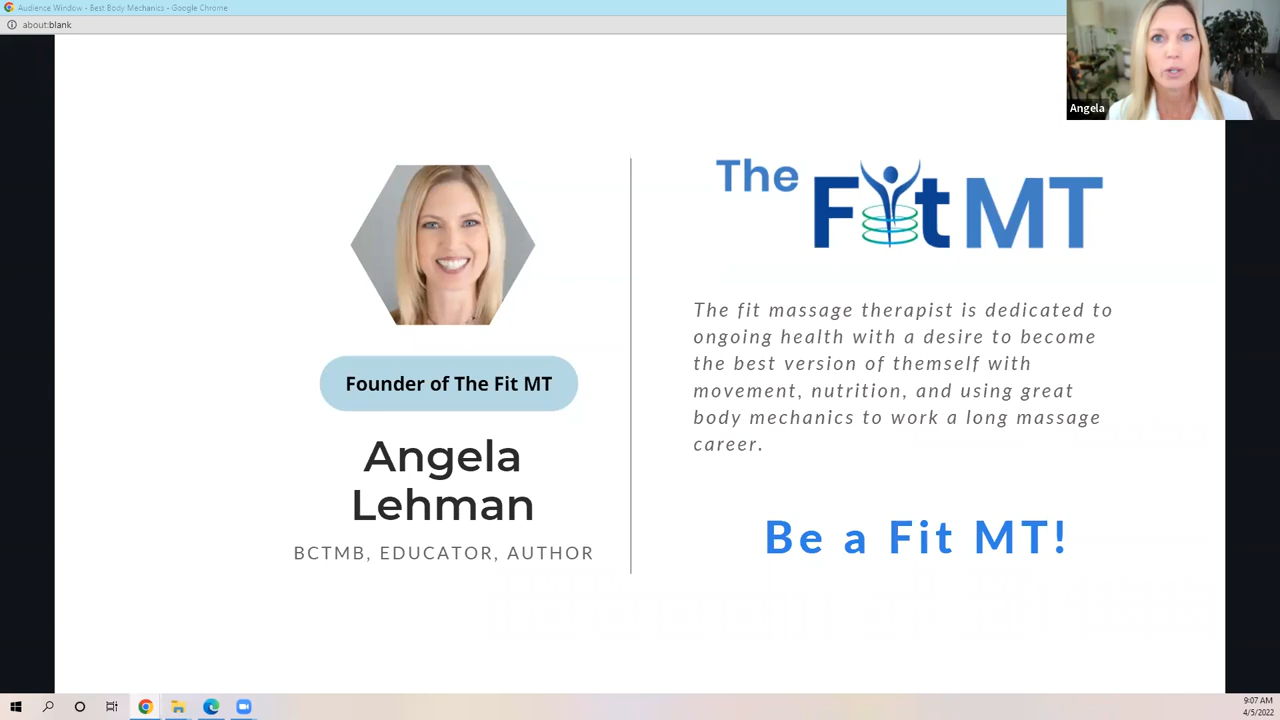 Audience Window - Best Body Mechanics - Google Chrome
about:blank
Angela
The
Fit MT
Founder of The Fit MT
Angela
Lehman
BCTMB, EDUCATOR, AUTHOR
The fit massage therapist is dedicated to
ongoing health with a desire to become
the best version of themself with
movement, nutrition, and using great
body mechanics to work a long massage
career.
Be a Fit MT!
9:07 AM
4/5/2022